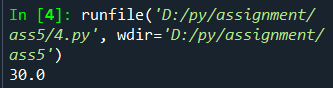 In [4]: runfile('D:/py/assignment/
ass5/4.py', wdir='D:/py/assignment/
ass5')
30.0